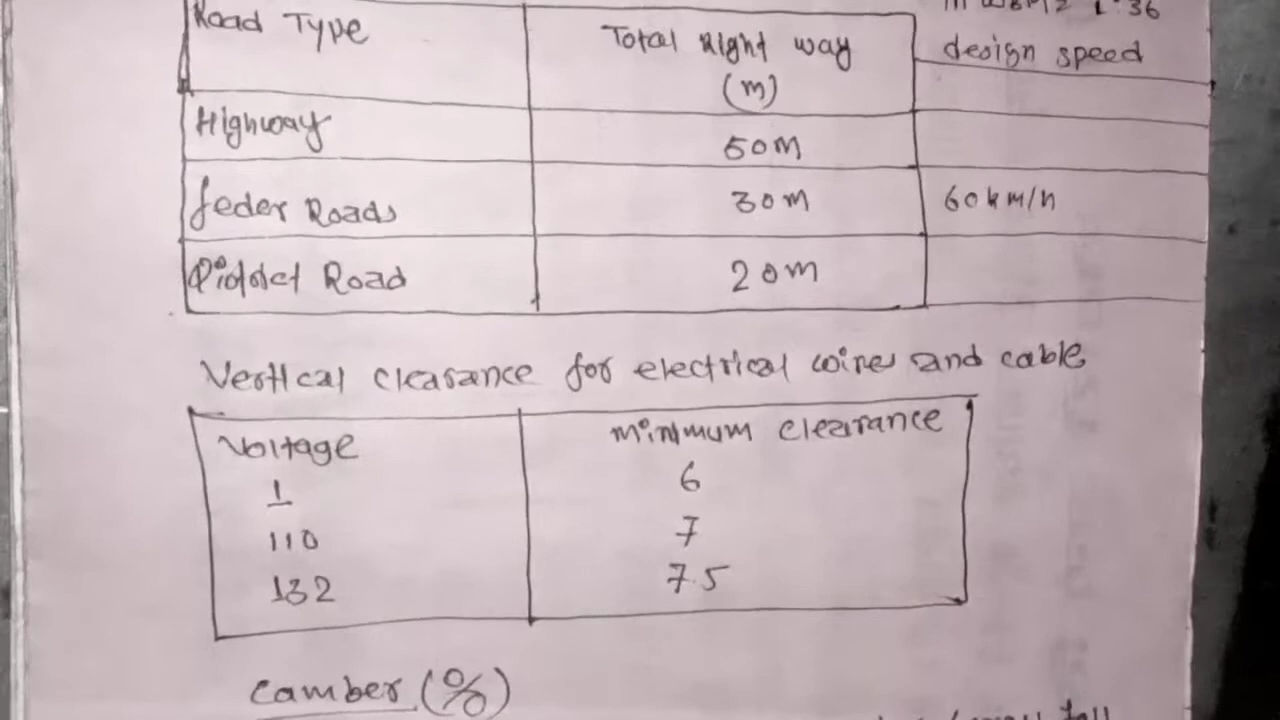 Road Type Total Right way design speed
(m)
Highway 50m
feder Roads 30m 60km/h
District Road 20m
Vertical clearance for electrical wires and cable
Voltage minimum clearance
1 6
110 7
132 7.5
camber (%)